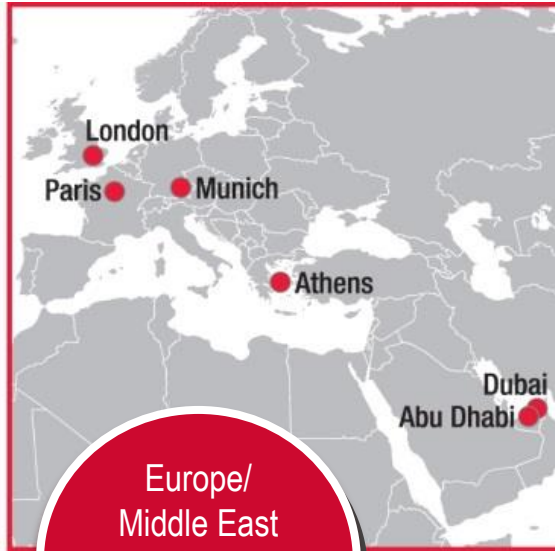 London
Paris
Munich
Athens
Dubai
Abu Dhabi
Europe/
Middle East